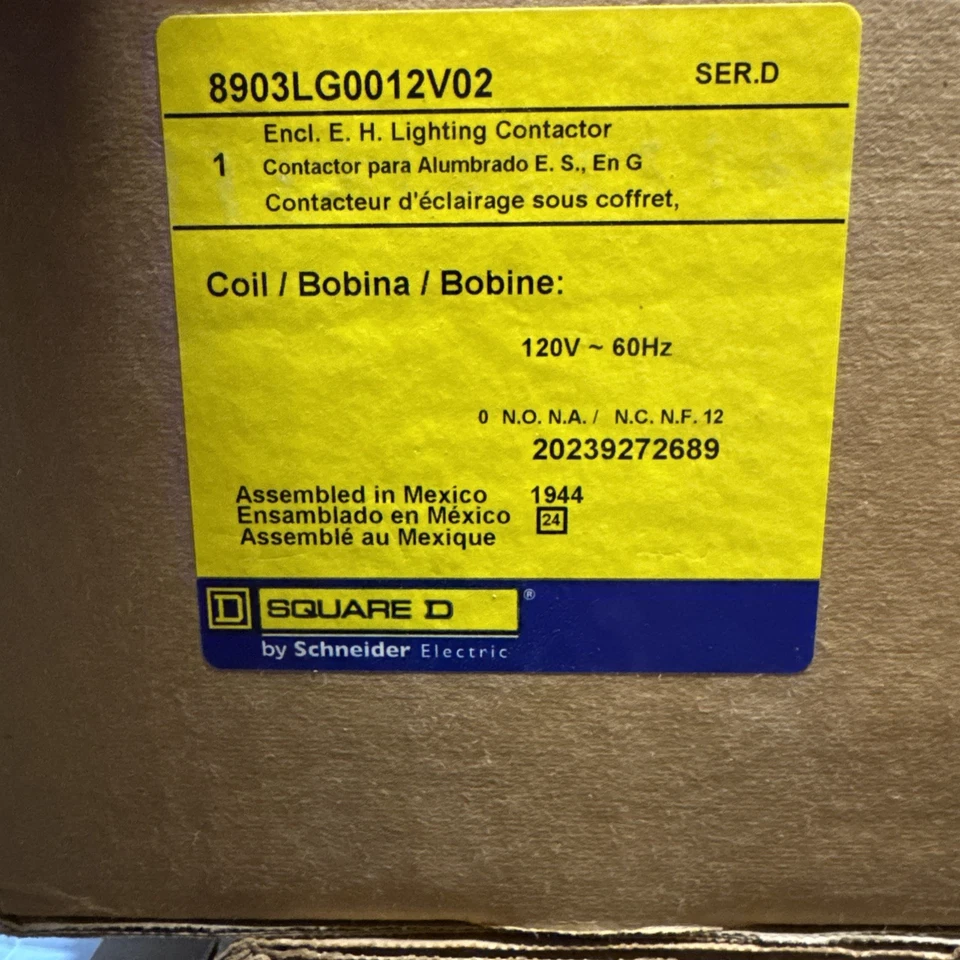 8903LG0012V02 SER.D
Encl. E. H. Lighting Contactor
1 Contactor para Alumbrado E. S., En G
Contacteur d'éclairage sous coffret,
Coil / Bobina / Bobine:
120V ~ 60Hz
0 N.O. N.A. / N.C. N.F. 12
20239272689
Assembled in Mexico 1944
Ensamblado en México 24
Assemblé au Mexique
D SQUARE D ®
by Schneider Electric